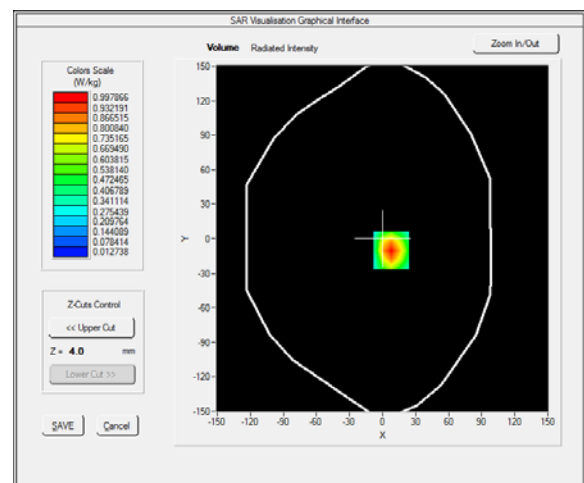 SAR Visualisation Graphical Interface
Volume Radiated Intensity
Zoom In/Out
Colors Scale
(W/kg)
0.997866
0.932191
0.866515
0.800840
0.735165
0.669490
0.603815
0.538140
0.472465
0.406789
0.341114
0.275439
0.209764
0.144089
0.078414
0.012738
Z-Cuts Control
<< Upper Cut
Z = 4.0 mm
Lower Cut >>
SAVE Cancel
150
120
90
60
30
0
-30
-60
-90
-120
-150
Y
-150 -120 -90 -60 -30 0 30 60 90 120 150
X